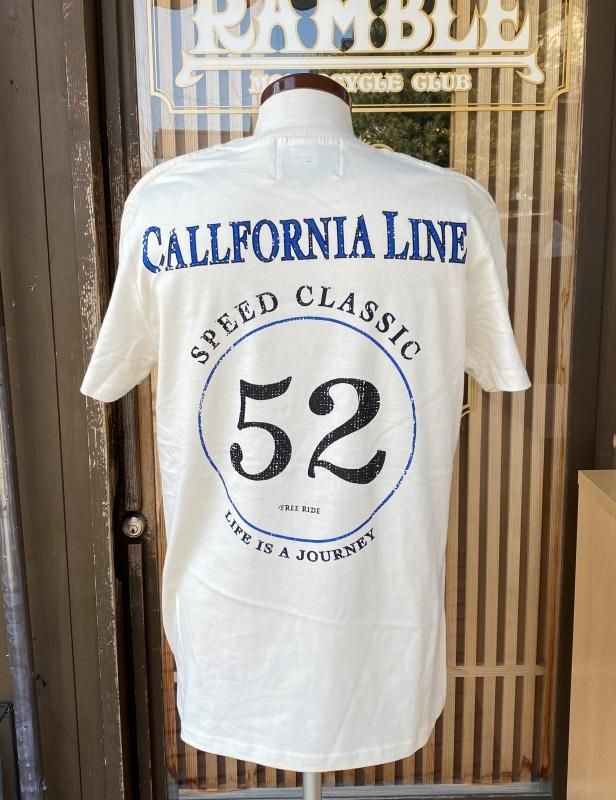 RAMBLE
MOTORCYCLE CLUB
CALLFORNIA LINE
SPEED CLASSIC
52
FREE RIDE
LIFE IS A JOURNEY